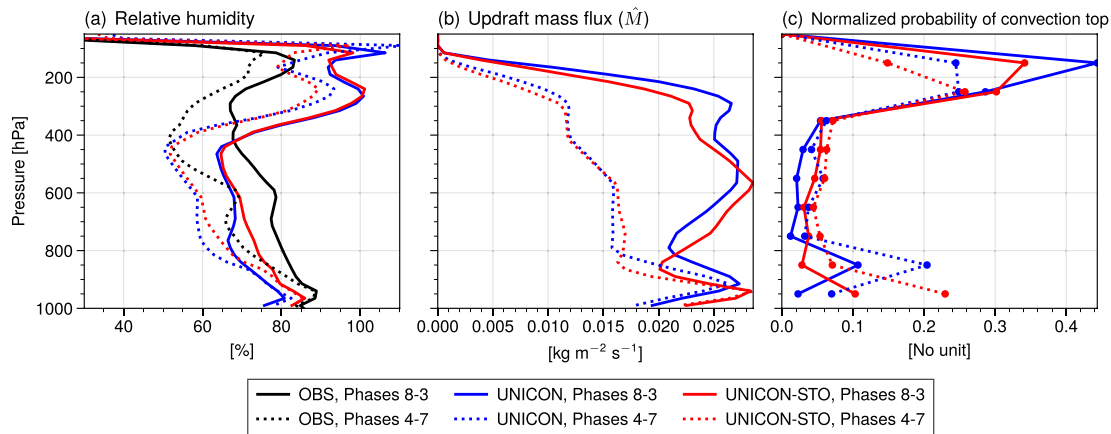 (a) Relative humidity
(b) Updraft mass flux (M̂)
(c) Normalized probability of convection top
Pressure [hPa]
200
400
600
800
1000
40 60 80 100
[%]
0.000 0.005 0.010 0.015 0.020 0.025
[kg m⁻² s⁻¹]
0.0 0.1 0.2 0.3 0.4
[No unit]
OBS, Phases 8-3 UNICON, Phases 8-3 UNICON-STO, Phases 8-3
OBS, Phases 4-7 UNICON, Phases 4-7 UNICON-STO, Phases 4-7